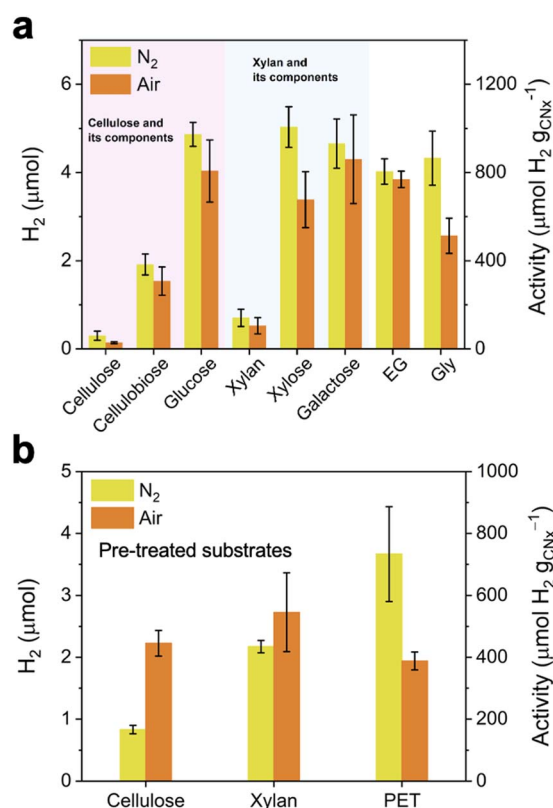 a
N₂
Air
Cellulose and
its components
Xylan and
its components
H₂ (μmol)
6
4
2
0
Activity (μmol H₂ gCNx⁻¹)
1200
800
400
0
Cellulose
Cellobiose
Glucose
Xylan
Xylose
Galactose
EG
Gly
b
N₂
Air
Pre-treated substrates
H₂ (μmol)
5
4
3
2
1
0
Activity (μmol H₂ gCNx⁻¹)
1000
800
600
400
200
0
Cellulose
Xylan
PET